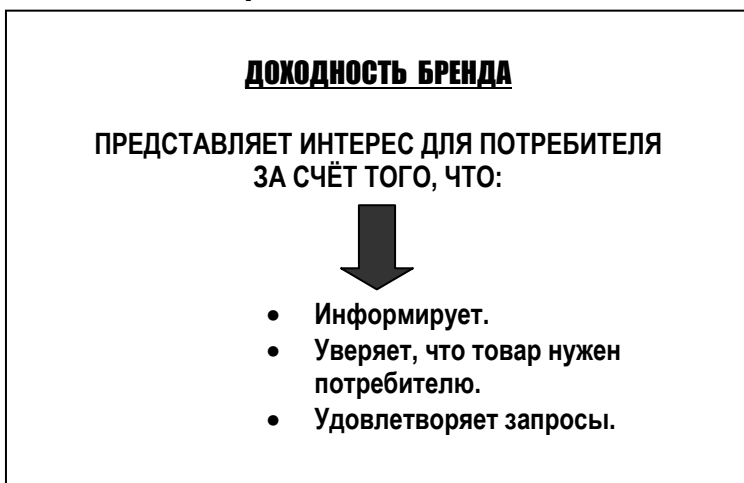 ДОХОДНОСТЬ БРЕНДА
ПРЕДСТАВЛЯЕТ ИНТЕРЕС ДЛЯ ПОТРЕБИТЕЛЯ
ЗА СЧЁТ ТОГО, ЧТО:
• Информирует.
• Уверяет, что товар нужен
потребителю.
• Удовлетворяет запросы.